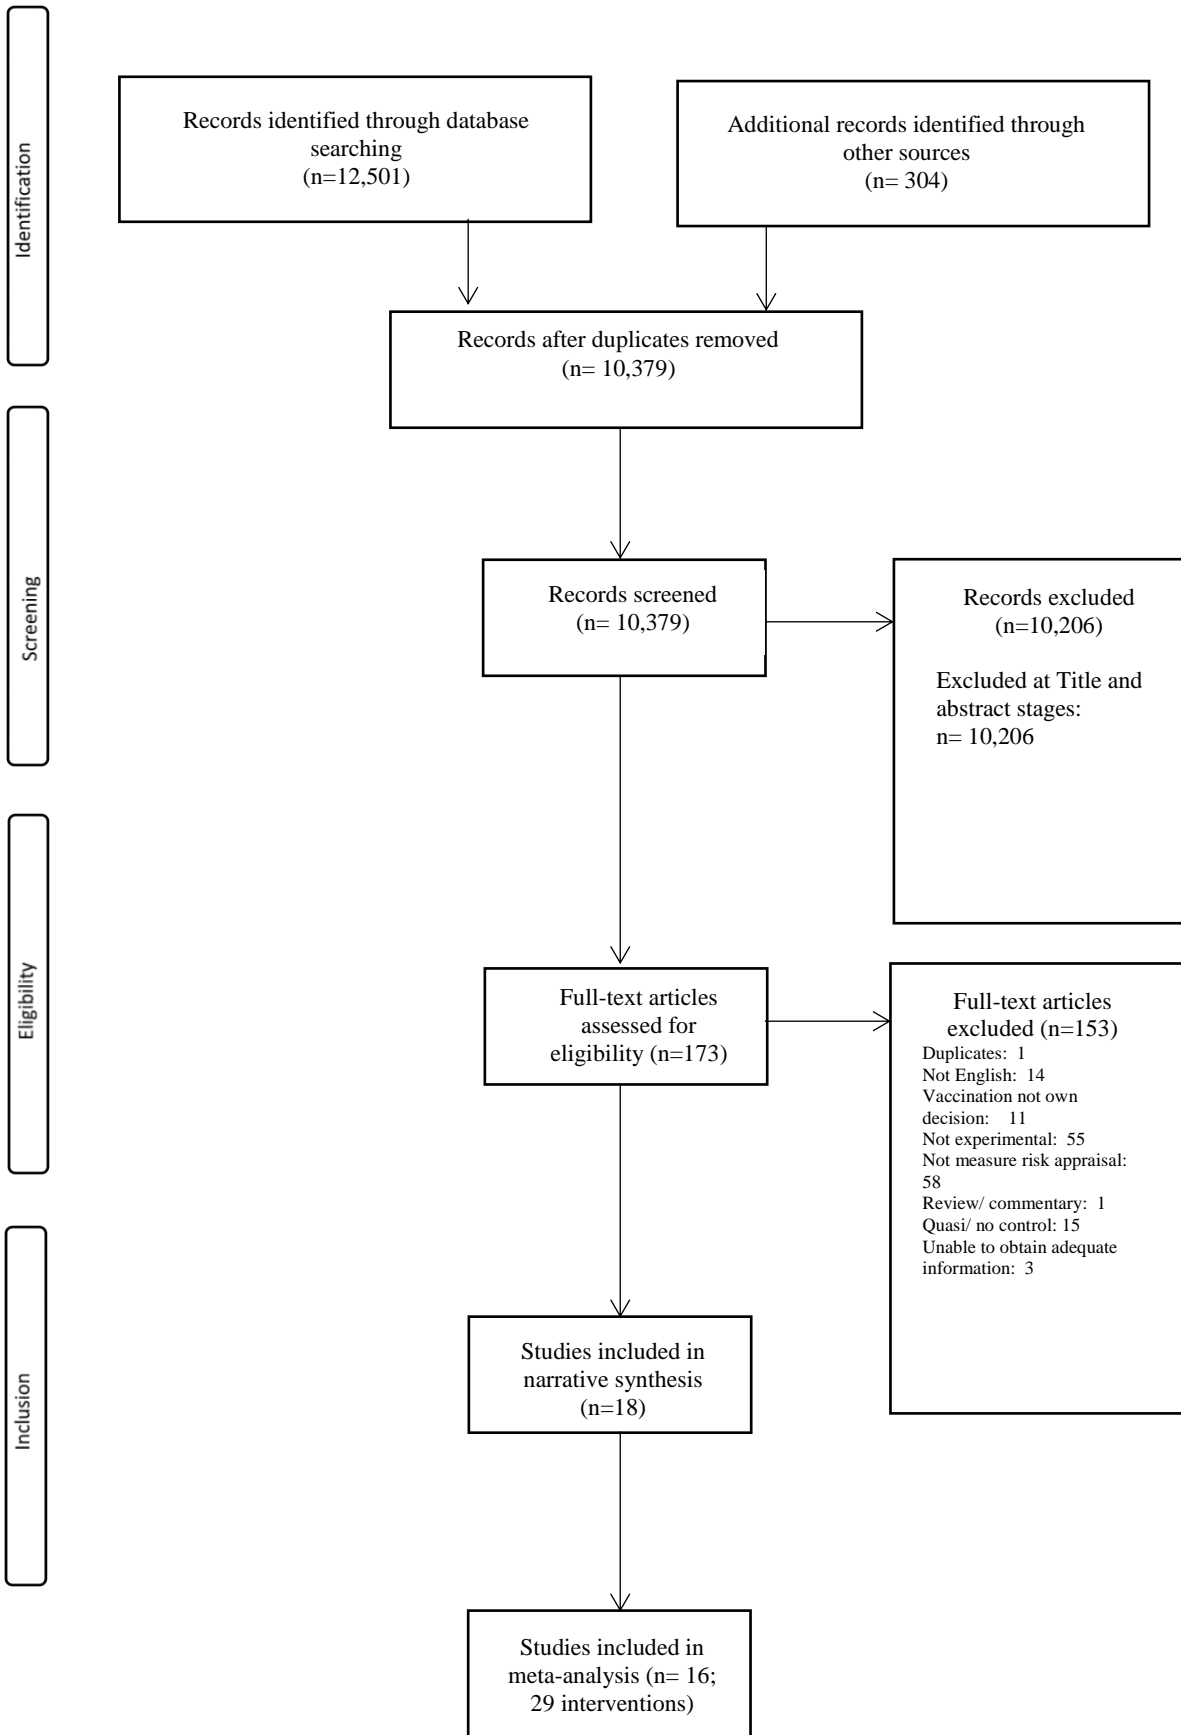 Identification
Records identified through database
searching
(n=12,501)
Additional records identified through
other sources
(n= 304)
Records after duplicates removed
(n= 10,379)
Screening
Records screened
(n= 10,379)
Records excluded
(n=10,206)
Excluded at Title and
abstract stages:
n= 10,206
Eligibility
Full-text articles
assessed for
eligibility (n=173)
Full-text articles
excluded (n=153)
Duplicates: 1
Not English: 14
Vaccination not own
decision: 11
Not experimental: 55
Not measure risk appraisal:
58
Review/ commentary: 1
Quasi/ no control: 15
Unable to obtain adequate
information: 3
Inclusion
Studies included in
narrative synthesis
(n=18)
Studies included in
meta-analysis (n= 16;
29 interventions)